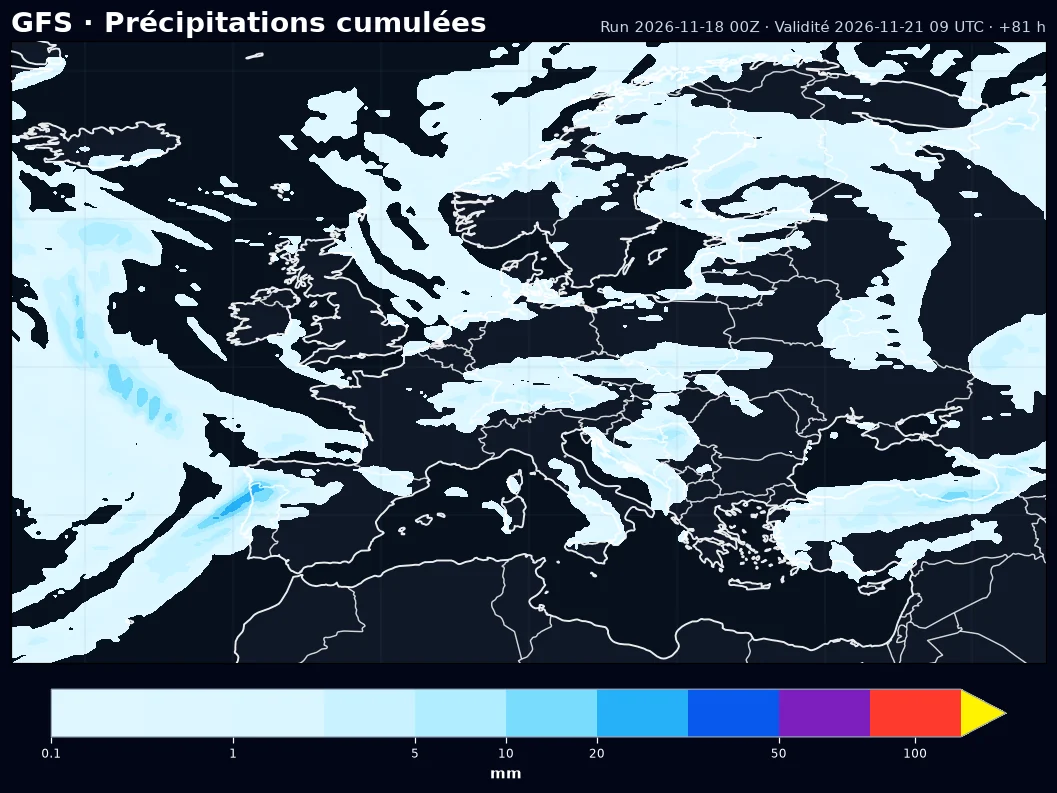 GFS · Précipitations cumulées
Run 2026-11-18 00Z · Validité 2026-11-21 09 UTC · +81 h
0.1 1 5 10 20 50 100
mm